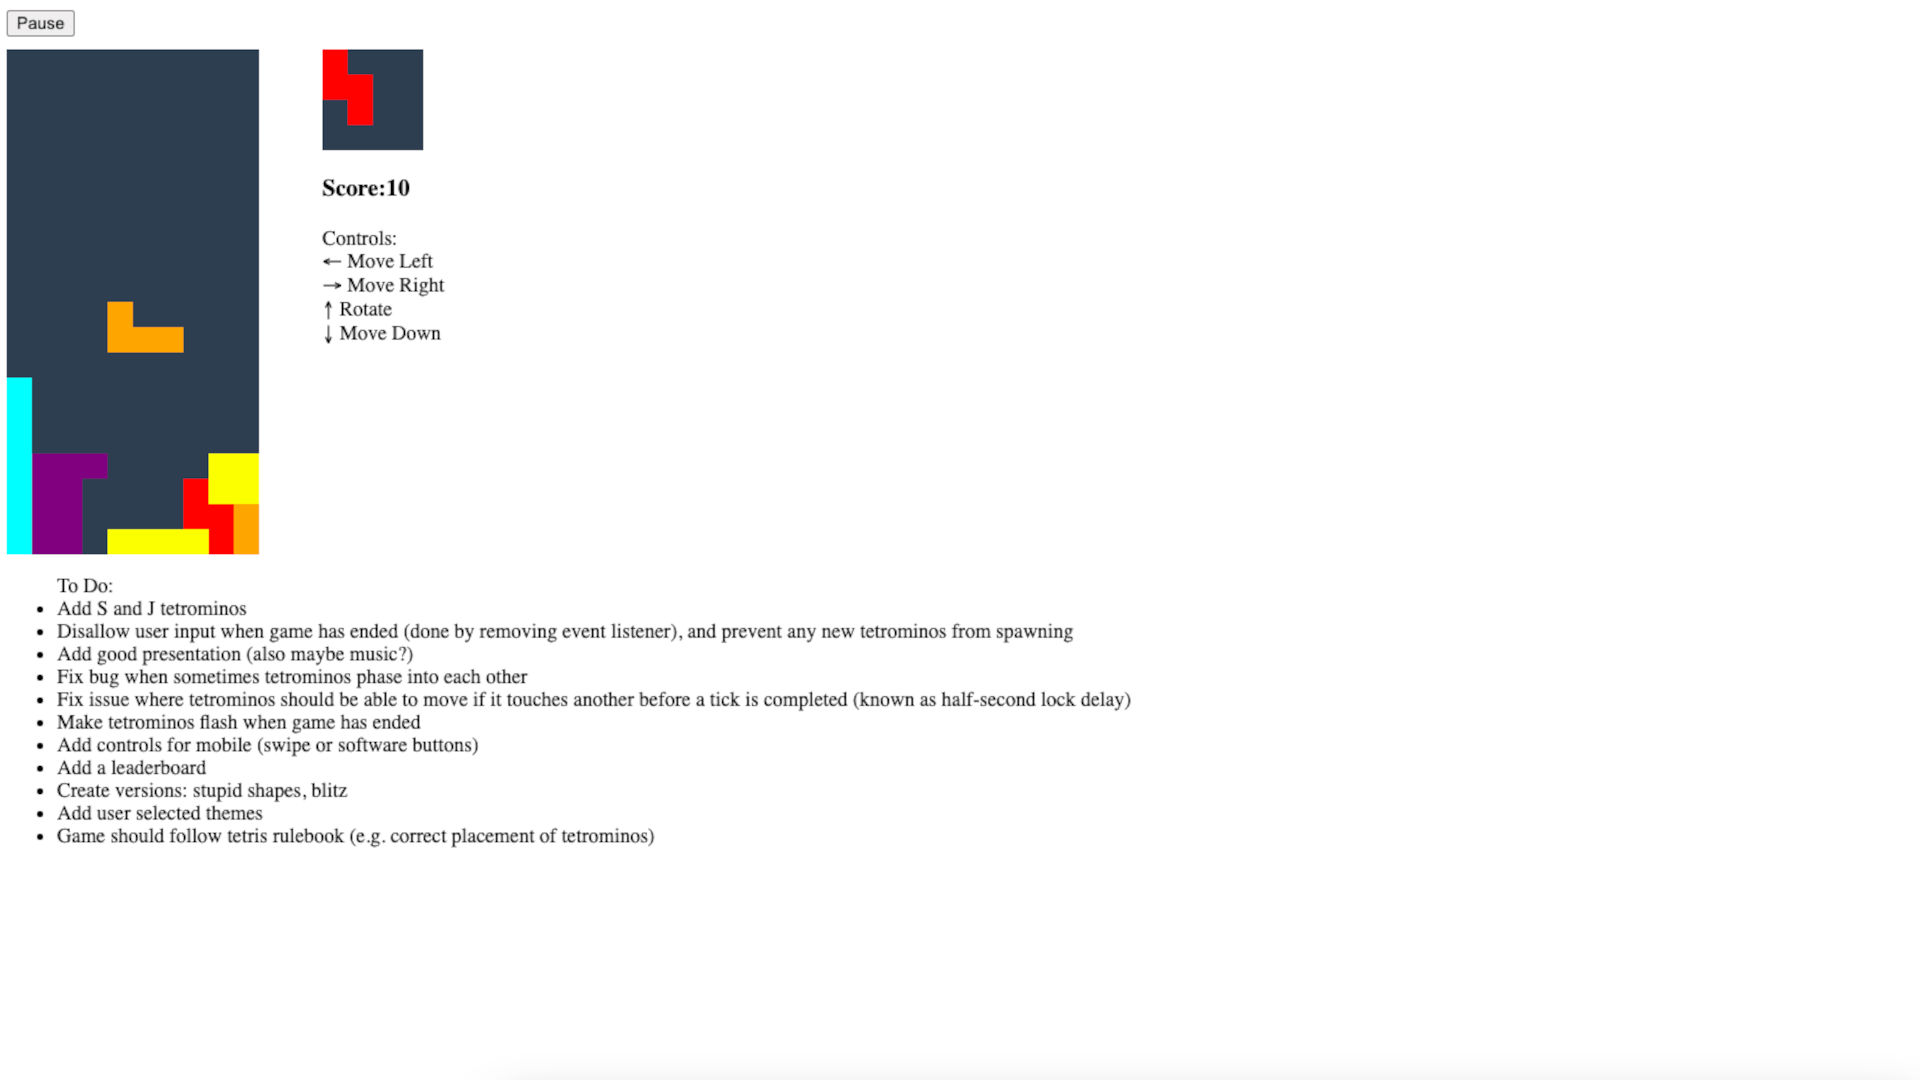 Pause
Score:10
Controls:
← Move Left
→ Move Right
↑ Rotate
↓ Move Down
To Do:
• Add S and J tetrominos
• Disallow user input when game has ended (done by removing event listener), and prevent any new tetrominos from spawning
• Add good presentation (also maybe music?)
• Fix bug when sometimes tetrominos phase into each other
• Fix issue where tetrominos should be able to move if it touches another before a tick is completed (known as half-second lock delay)
• Make tetrominos flash when game has ended
• Add controls for mobile (swipe or software buttons)
• Add a leaderboard
• Create versions: stupid shapes, blitz
• Add user selected themes
• Game should follow tetris rulebook (e.g. correct placement of tetrominos)